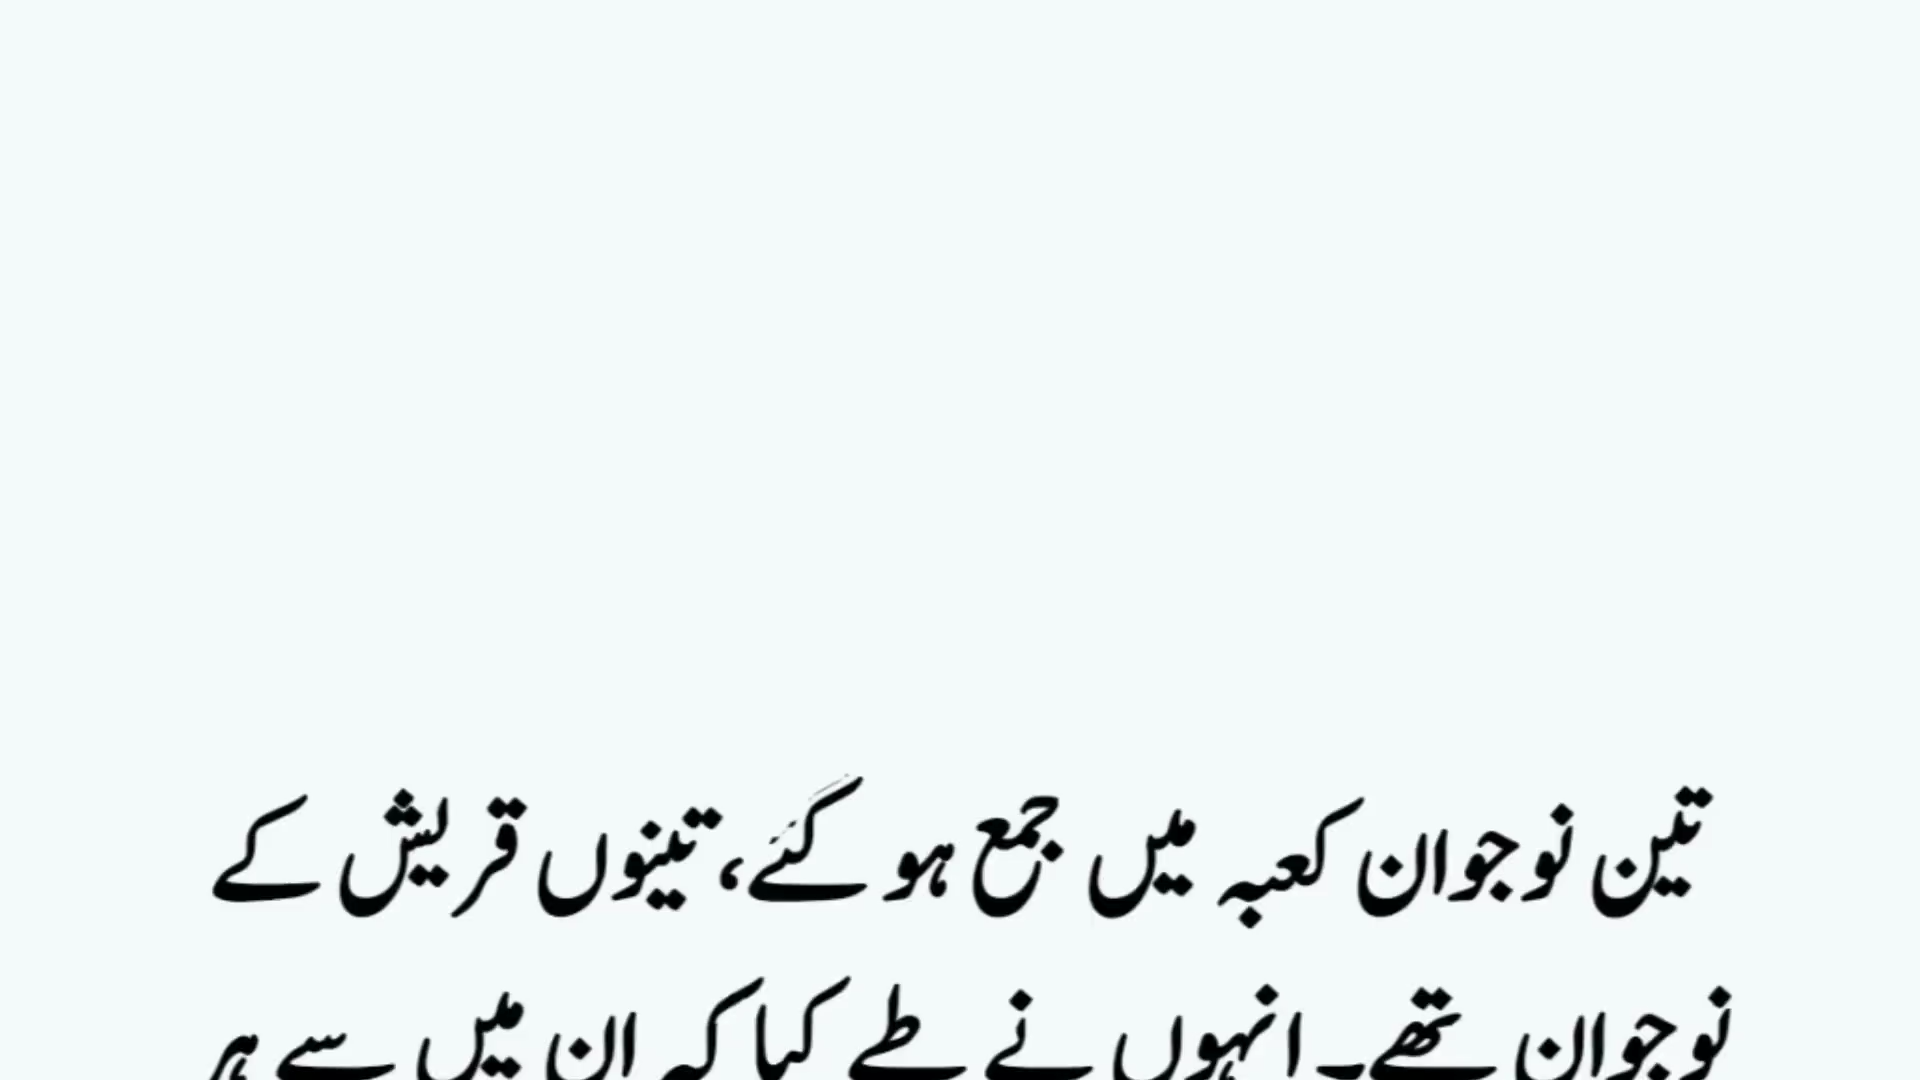 تین نوجوان کعبہ میں جمع ہو گئے، تینوں قریش کے
نوجوان تھے۔ انہوں نے طے کیا کہ ان میں سے ہر